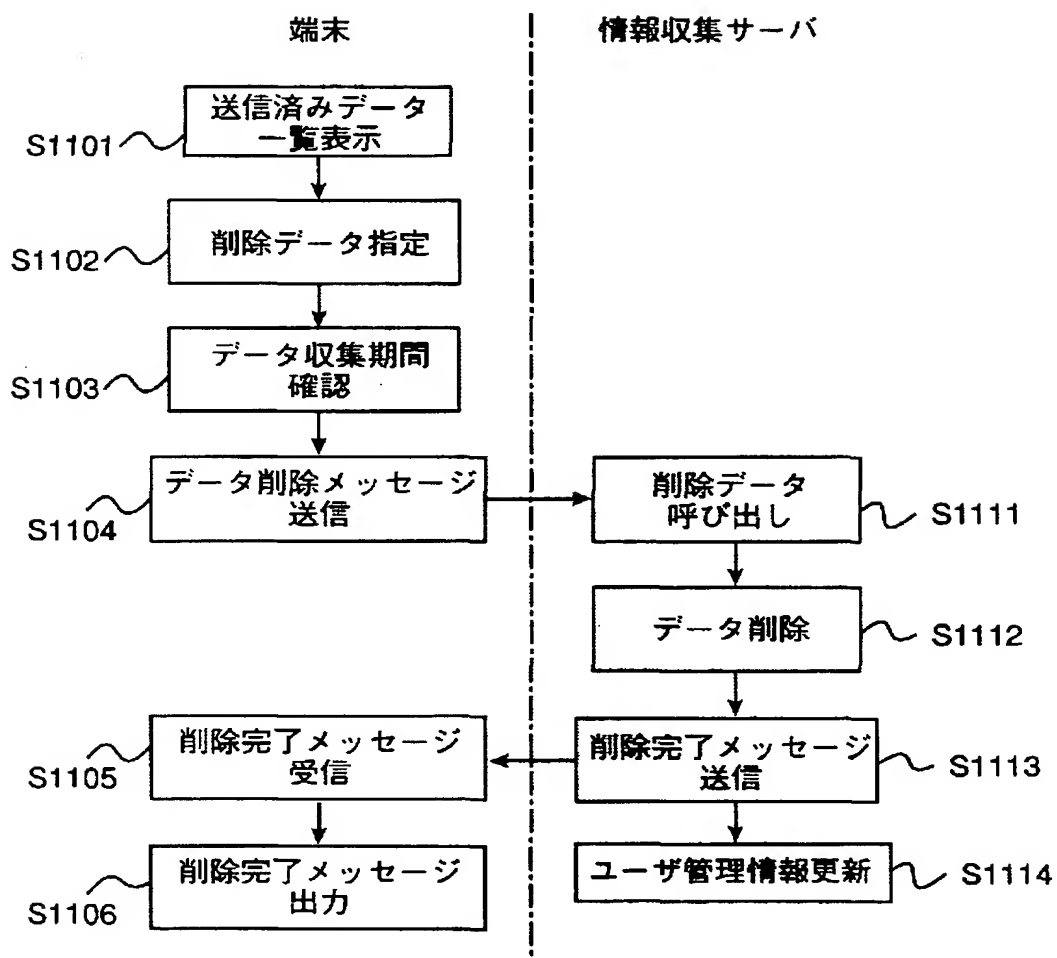 端末
情報収集サーバ
送信済みデータ
一覧表示
S1101
削除データ指定
S1102
データ収集期間
確認
S1103
データ削除メッセージ
送信
S1104
削除データ
呼び出し
S1111
データ削除
S1112
削除完了メッセージ
受信
S1105
削除完了メッセージ
送信
S1113
削除完了メッセージ
出力
S1106
ユーザ管理情報更新
S1114